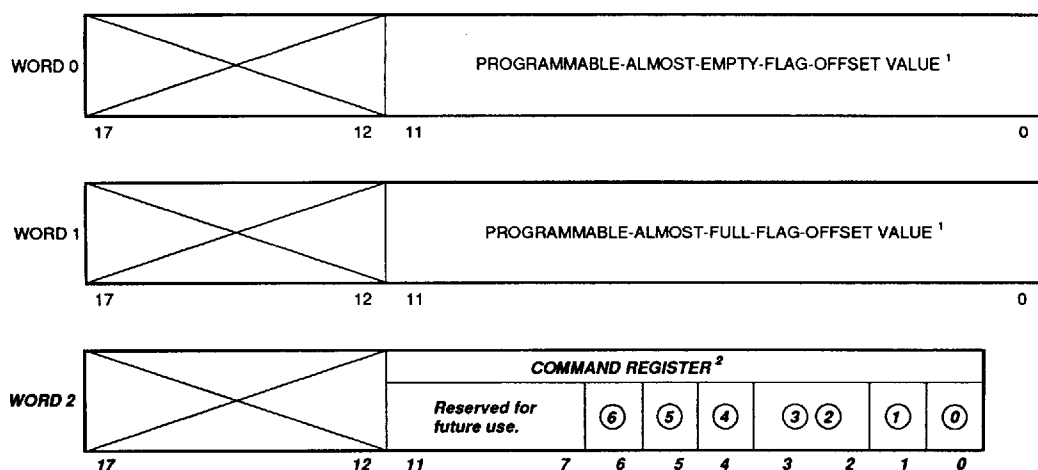 WORD 0
PROGRAMMABLE-ALMOST-EMPTY-FLAG-OFFSET VALUE 1
17 12 11 0
WORD 1
PROGRAMMABLE-ALMOST-FULL-FLAG-OFFSET VALUE 1
17 12 11 0
WORD 2
COMMAND REGISTER 2
Reserved for
future use.
6 5 4 3 2 1 0
17 12 11 7 6 5 4 3 2 1 0